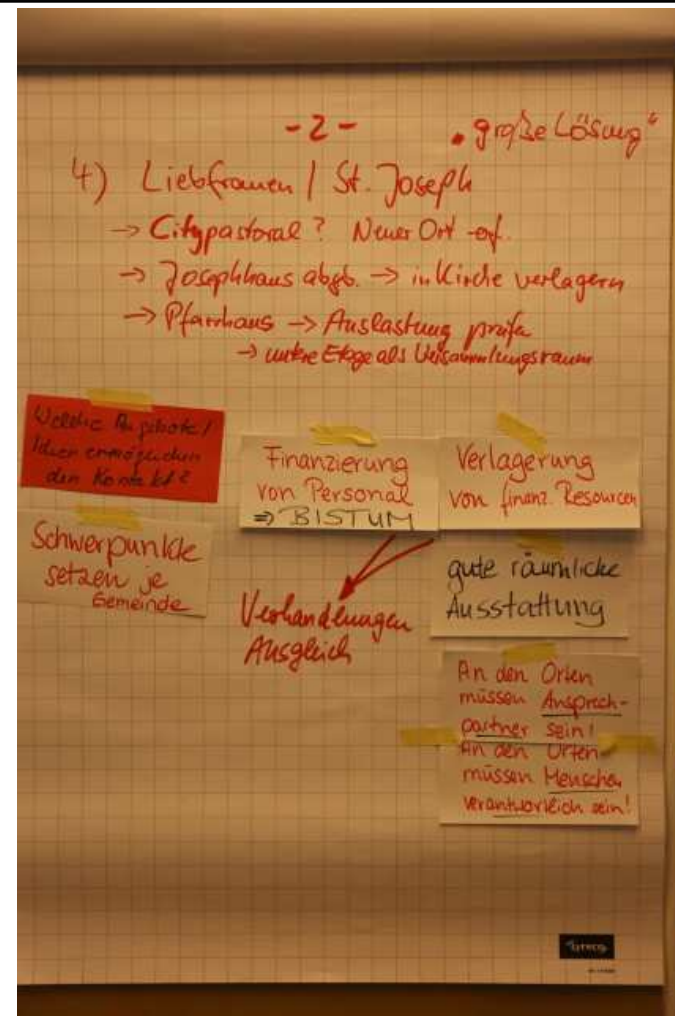 - 2 -
• "große Lösung"
4) Liebfrauen / St. Joseph
→ Citypastoral? Neuer Ort erf.
→ Josephhaus abgb. → in Kirche verlagern
→ Pfarrhaus → Auslastung prüfen
→ untere Etage als Versammlungsraum
Welche Angebote /
Ideen ermöglichen
den Kontakt?
Schwerpunkte
setzen je
Gemeinde
Finanzierung
von Personal
⇒ BISTUM
Verlagerung
von finanz. Resourcen
Verhandlungen
Ausgleich
gute räumliche
Ausstattung
An den Orten
müssen Ansprech-
partner sein!
An den Orten
müssen Menschen
verantworlich sein!